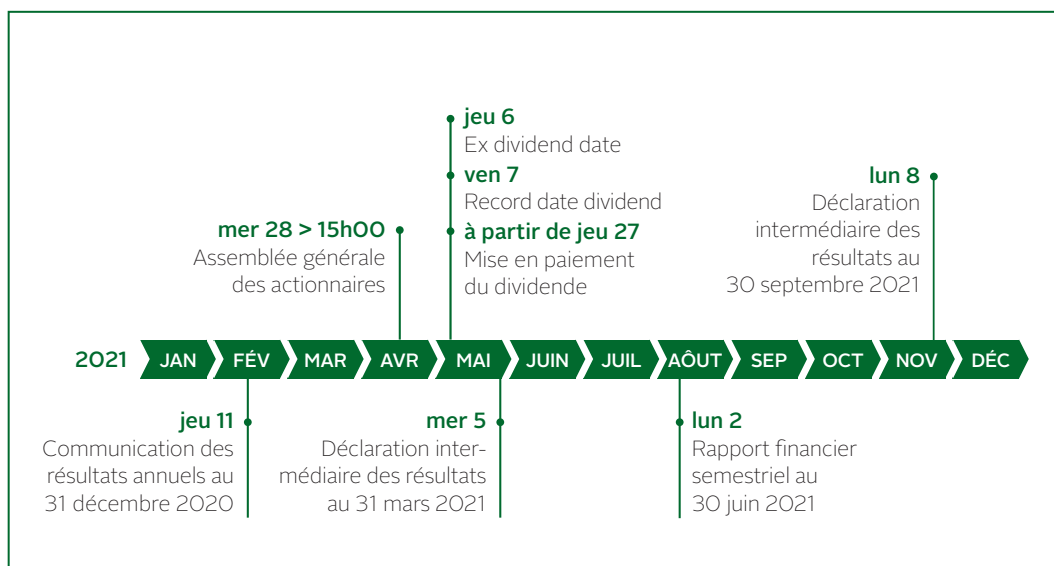 jeu 6
Ex dividend date
ven 7
Record date dividend
à partir de jeu 27
Mise en paiement
du dividende
mer 28 > 15h00
Assemblée générale
des actionnaires
lun 8
Déclaration
intermédiaire des
résultats au
30 septembre 2021
2021 JAN FÉV MAR AVR MAI JUIN JUIL AÔUT SEP OCT NOV DÉC
jeu 11
Communication des
résultats annuels au
31 décembre 2020
mer 5
Déclaration inter-
médiaire des résultats
au 31 mars 2021
lun 2
Rapport financier
semestriel au
30 juin 2021